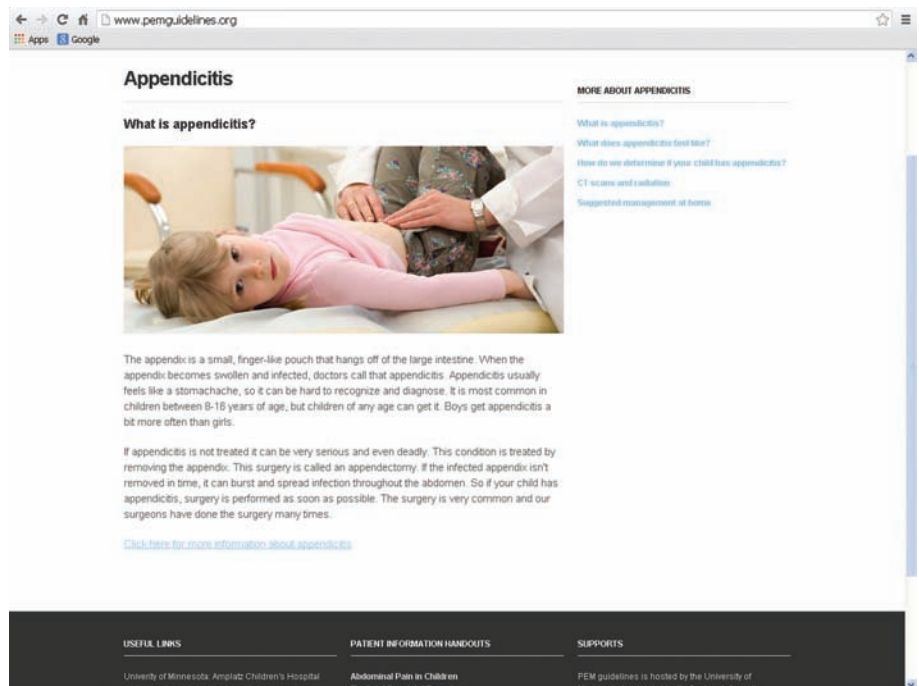 www.pemguidelines.org
Apps Google
Appendicitis
What is appendicitis?
The appendix is a small, finger-like pouch that hangs off of the large intestine. When the
appendix becomes swollen and infected, doctors call that appendicitis. Appendicitis usually
feels like a stomachache, so it can be hard to recognize and diagnose. It is most common in
children between 8-16 years of age, but children of any age can get it. Boys get appendicitis a
bit more often than girls.
If appendicitis is not treated it can be very serious and even deadly. This condition is treated by
removing the appendix. This surgery is called an appendectomy. If the infected appendix isn't
removed in time, it can burst and spread infection throughout the abdomen. So if your child has
appendicitis, surgery is performed as soon as possible. The surgery is very common and our
surgeons have done the surgery many times.
Click here for more information about appendicitis
MORE ABOUT APPENDICITIS
What is appendicitis?
What does appendicitis feel like?
How do we determine if your child has appendicitis?
CT scans and radiation
Suggested management at home
USEFUL LINKS
Univerity of Minnesota: Amplatz Children's Hospital
PATIENT INFORMATION HANDOUTS
Abdominal Pain in Children
SUPPORTS
PEM guidelines is hosted by the University of